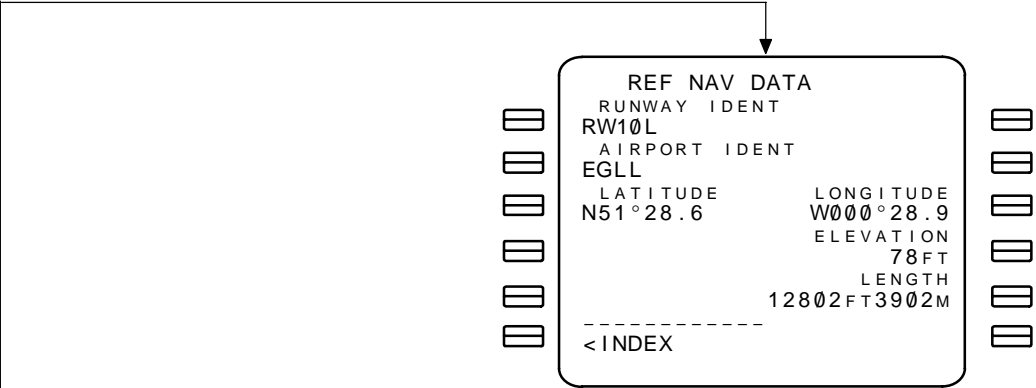 REF NAV DATA
RUNWAY IDENT
RW10L
AIRPORT IDENT
EGLL
LATITUDE LONGITUDE
N51°28.6 W000°28.9
ELEVATION
78FT
LENGTH
12802FT3902M
------------
<INDEX